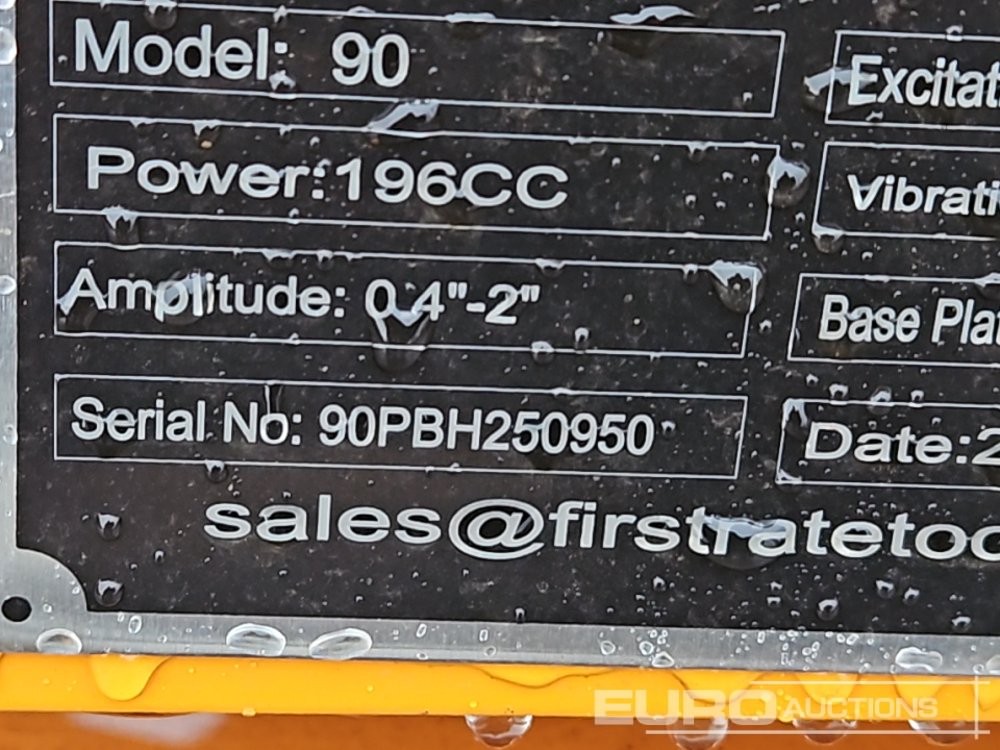 Model: 90
Excitat
Power:196CC
Vibrati
Amplitude: 0.4"-2"
Base Pla
Serial No: 90PBH250950
Date:2
sales@firstratetoo
EURO AUCTIONS